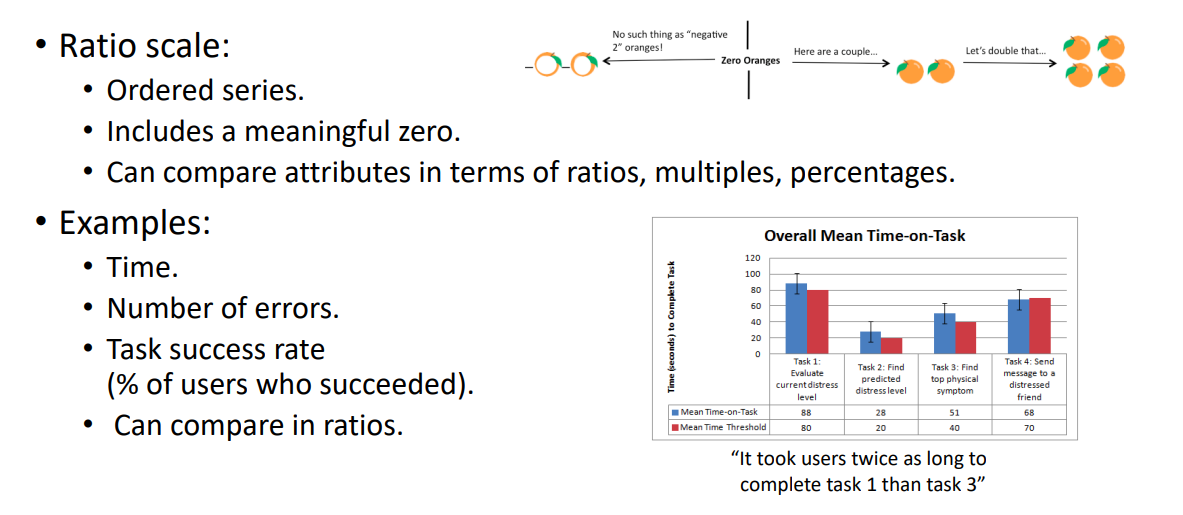 • Ratio scale:
• Ordered series.
• Includes a meaningful zero.
• Can compare attributes in terms of ratios, multiples, percentages.
No such thing as “negative
2” oranges!
Zero Oranges
Here are a couple...
Let’s double that...
• Examples:
• Time.
• Number of errors.
• Task success rate
(% of users who succeeded).
• Can compare in ratios.
Overall Mean Time-on-Task
Time (seconds) to Complete Task
120
100
80
60
40
20
0
Task 1:
Evaluate
current distress
level
Task 2: Find
predicted
distress level
Task 3: Find
top physical
symptom
Task 4: Send
message to a
distressed
friend
Mean Time-on-Task 88 28 51 68
Mean Time Threshold 80 20 40 70
“It took users twice as long to
complete task 1 than task 3”